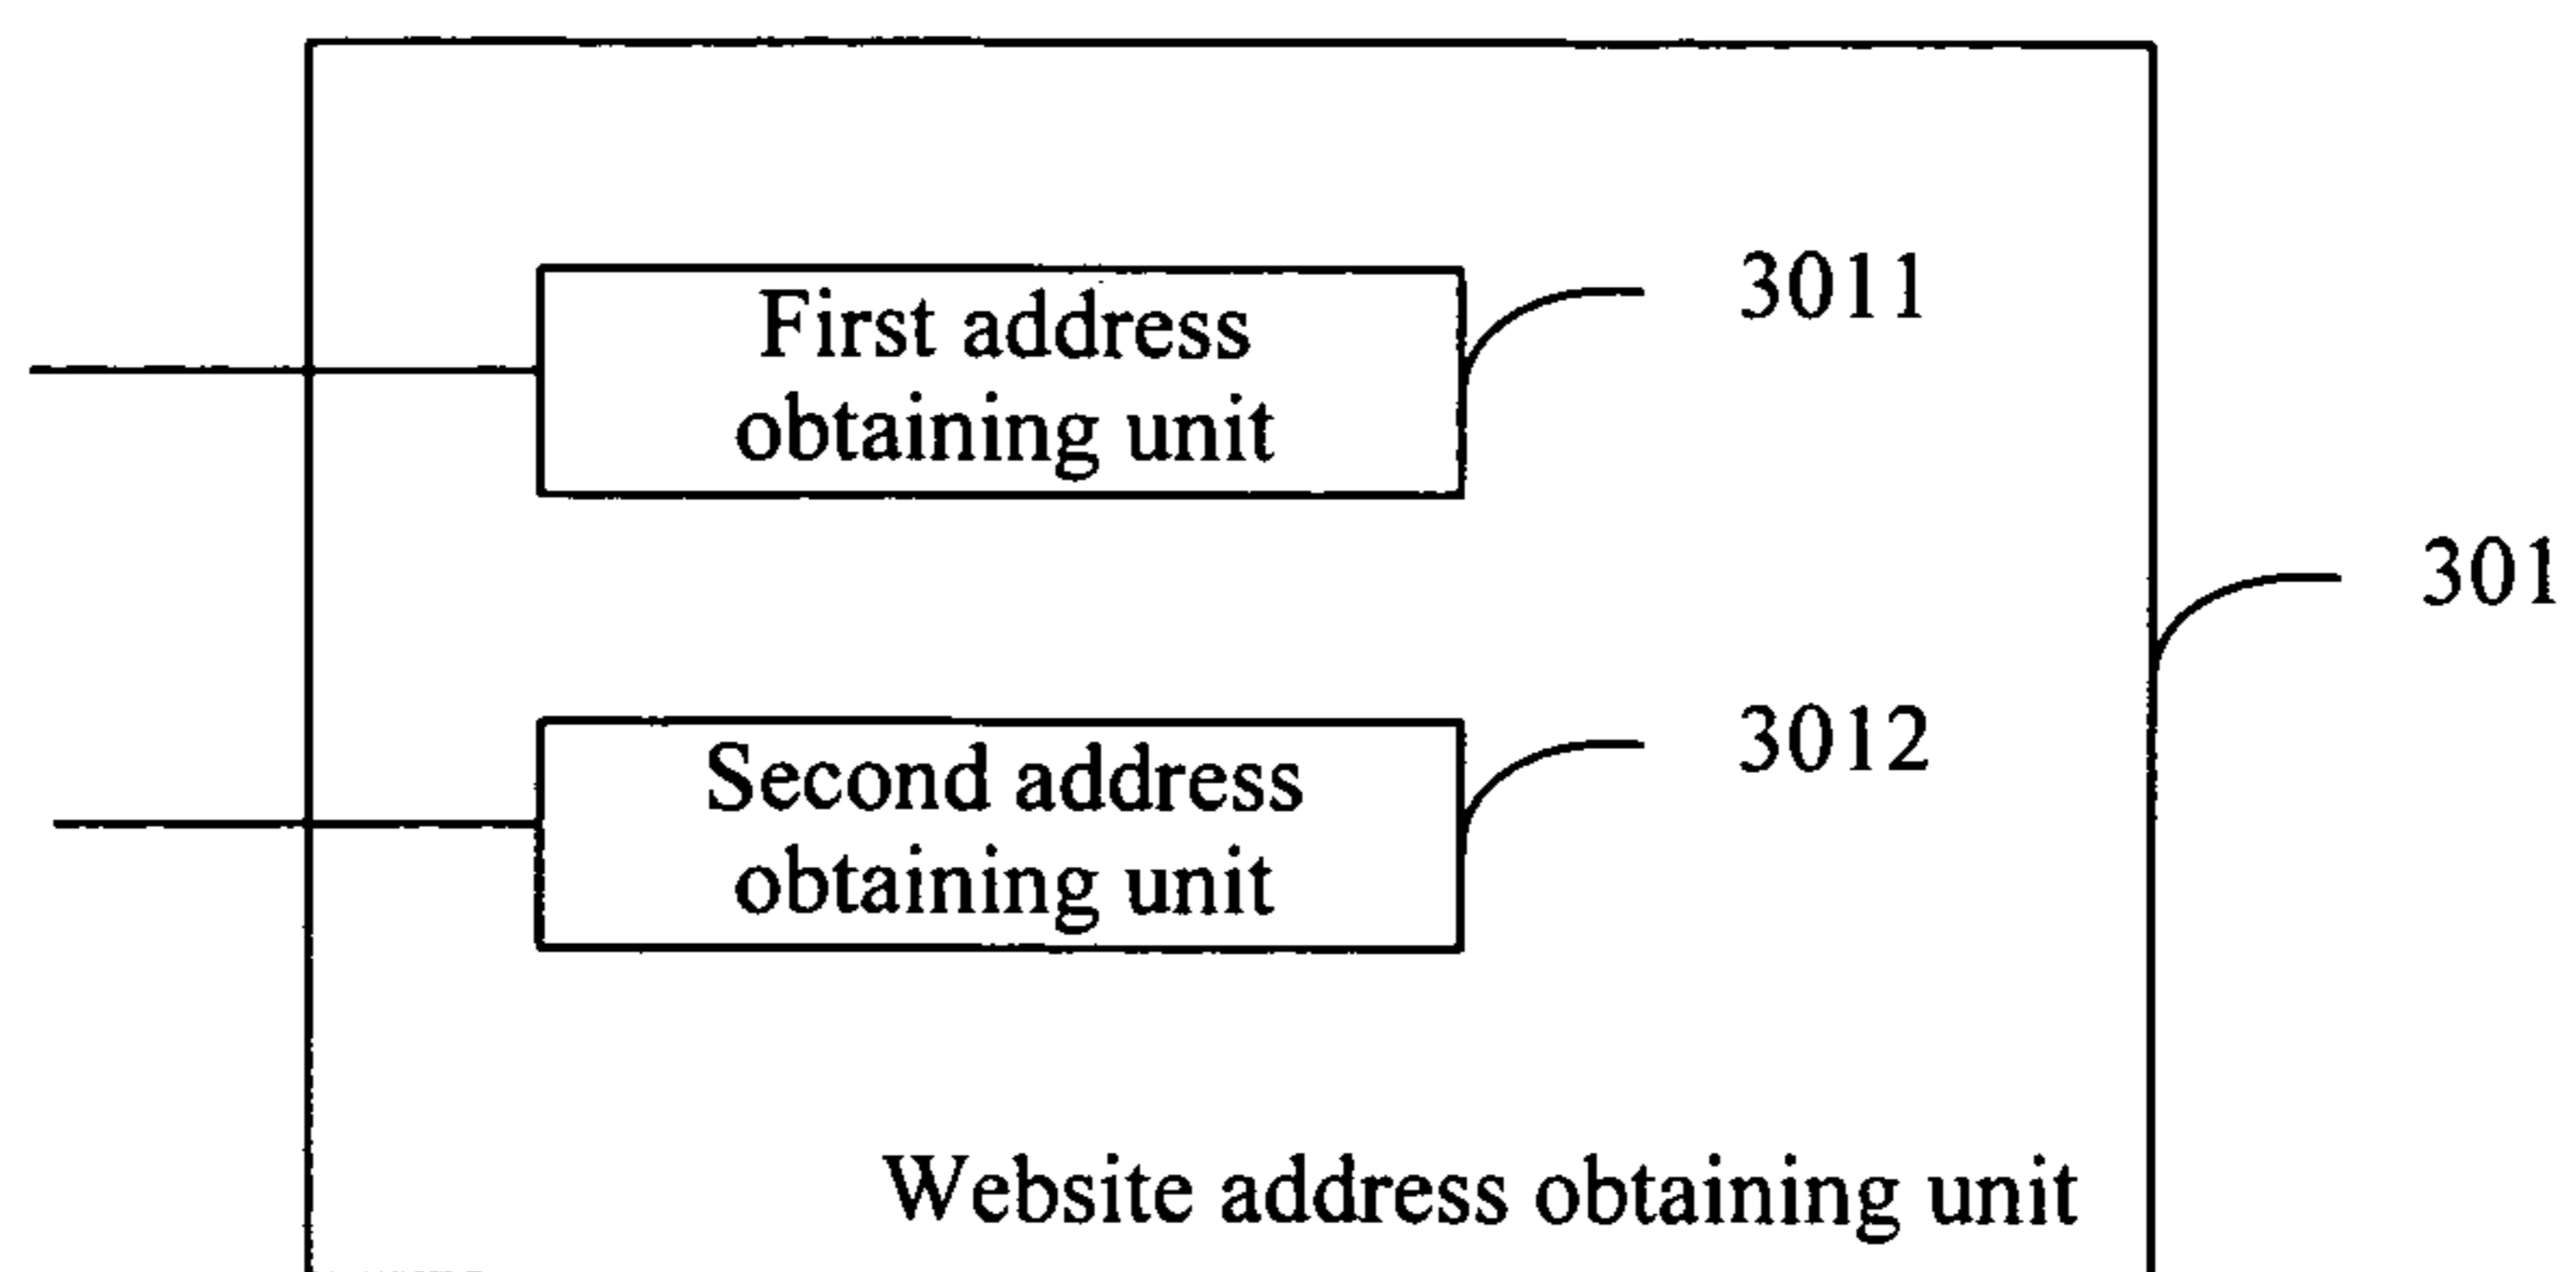 First address
obtaining unit
3011
301
Second address
obtaining unit
3012
Website address obtaining unit